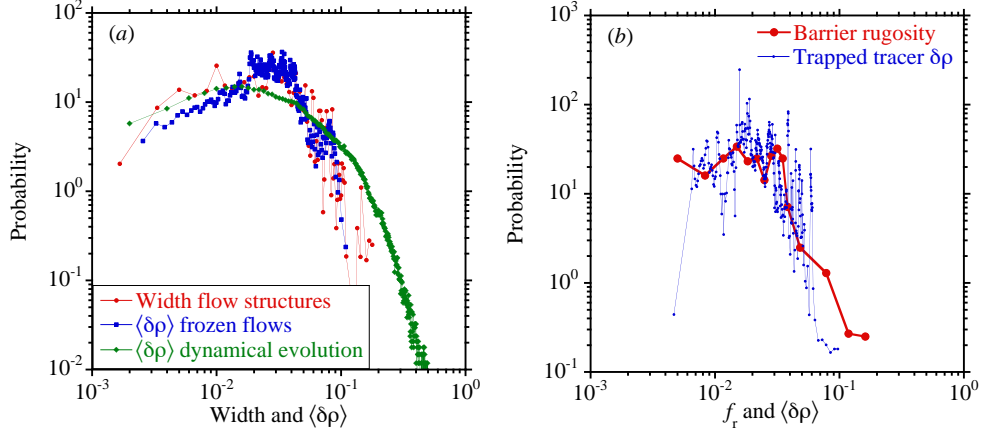 (a)
10^2
10^1
10^0
10^-1
10^-2
Probability
Width flow structures
⟨δρ⟩ frozen flows
⟨δρ⟩ dynamical evolution
10^-3
10^-2
10^-1
10^0
Width and ⟨δρ⟩
(b)
Barrier rugosity
Trapped tracer δρ
10^3
10^2
10^1
10^0
10^-1
Probability
10^-3
10^-2
10^-1
10^0
f_r and ⟨δρ⟩